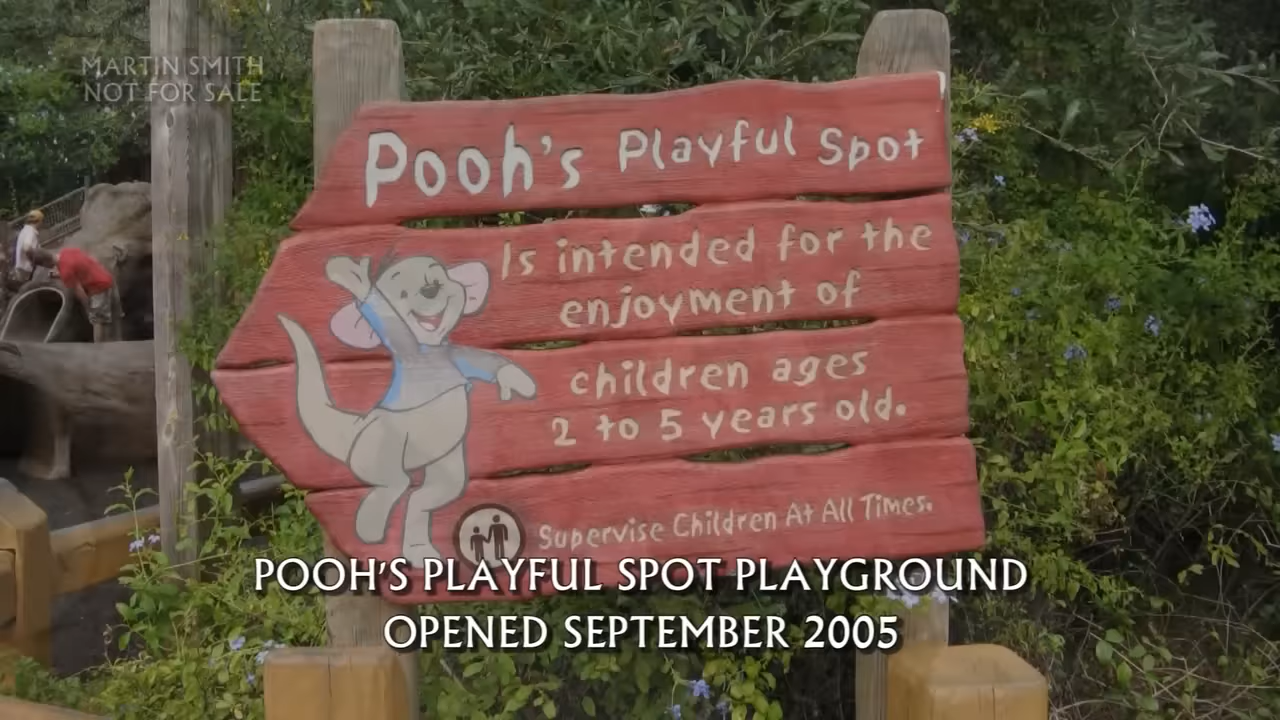 MARTIN SMITH
NOT FOR SALE
Pooh's Playful Spot
Is intended for the
enjoyment of
children ages
2 to 5 years old.
Supervise Children At All Times.
POOH'S PLAYFUL SPOT PLAYGROUND
OPENED SEPTEMBER 2005